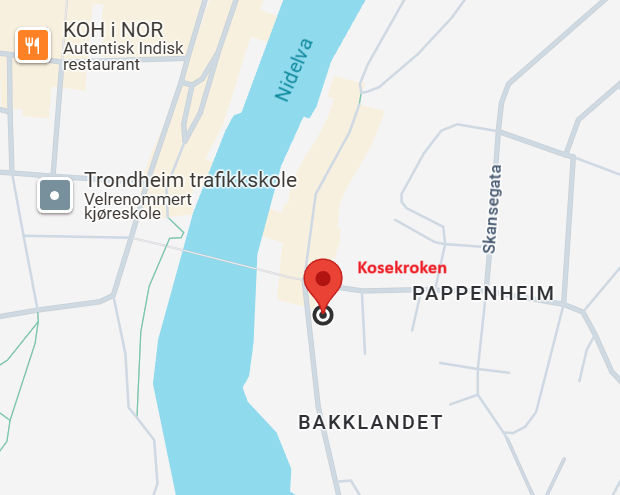 KOH i NOR
Autentisk Indisk
restaurant
Nidelva
Trondheim trafikkskole
Velrenommert
kjøreskole
Skansegata
Kosekroken
PAPPENHEIM
BAKKLANDET